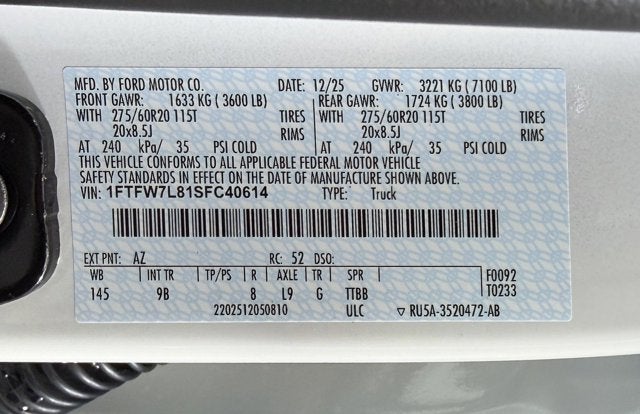 MFD. BY FORD MOTOR CO. DATE: 12/25 GVWR: 3221 KG (7100 LB)
FRONT GAWR: 1633 KG (3600 LB) REAR GAWR: 1724 KG (3800 LB)
WITH 275/60R20 115T TIRES WITH 275/60R20 115T TIRES
20x8.5J RIMS 20x8.5J RIMS
AT 240 kPa/ 35 PSI COLD AT 240 kPa/ 35 PSI COLD
THIS VEHICLE CONFORMS TO ALL APPLICABLE FEDERAL MOTOR VEHICLE
SAFETY STANDARDS IN EFFECT ON THE DATE OF MANUFACTURE SHOWN ABOVE.
VIN: 1FTFW7L81SFC40614 TYPE: Truck
EXT PNT: AZ RC: 52 DSO:
WB INT TR TP/PS R AXLE TR SPR F0092
145 9B 8 L9 G TTBB T0233
2202512050810 ULC ▽ RU5A-3520472-AB